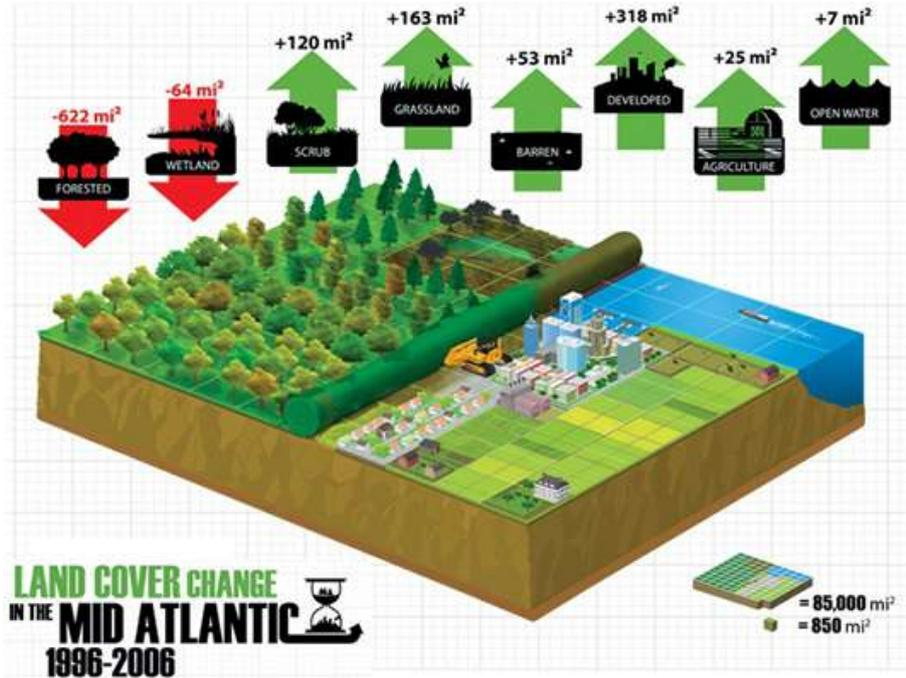 -622 mi²
FORESTED
-64 mi²
WETLAND
+120 mi²
SCRUB
+163 mi²
GRASSLAND
+53 mi²
BARREN
+318 mi²
DEVELOPED
+25 mi²
AGRICULTURE
+7 mi²
OPEN WATER
LAND COVER CHANGE
IN THE MID ATLANTIC
1996-2006
= 85,000 mi²
= 850 mi²